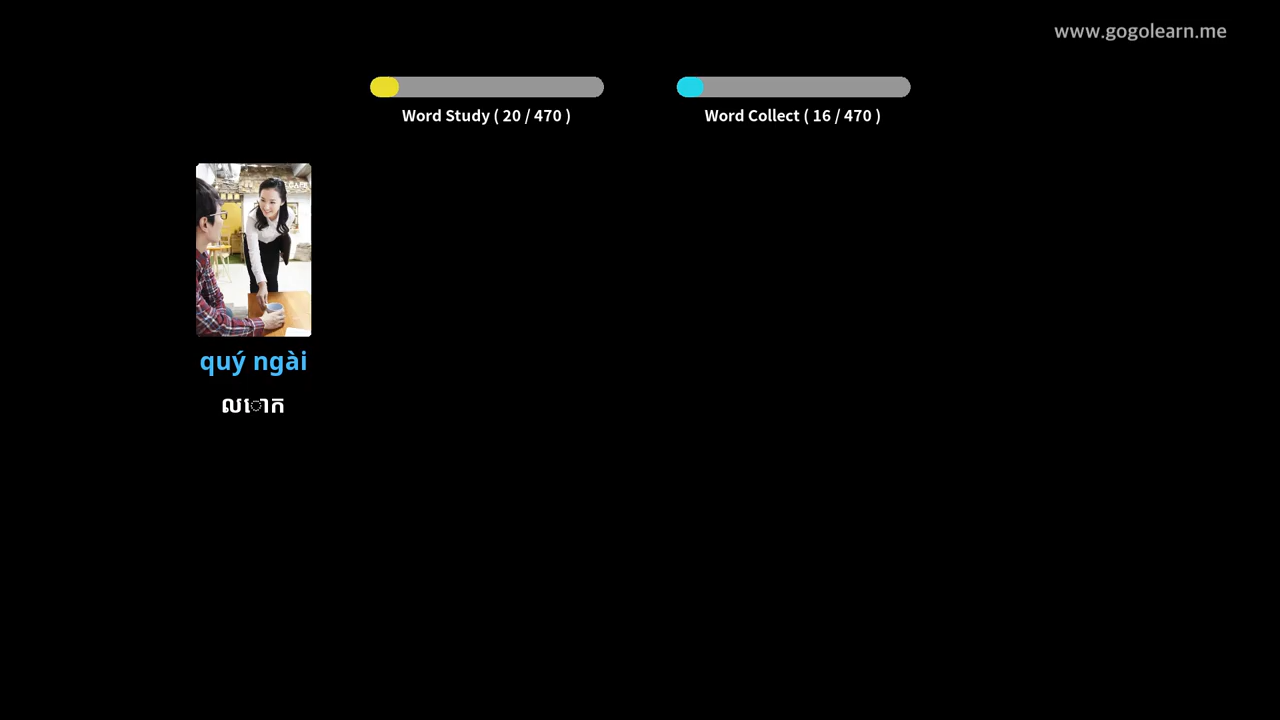 www.gogolearn.me
Word Study ( 20 / 470 )
Word Collect ( 16 / 470 )
quý ngài
លោក